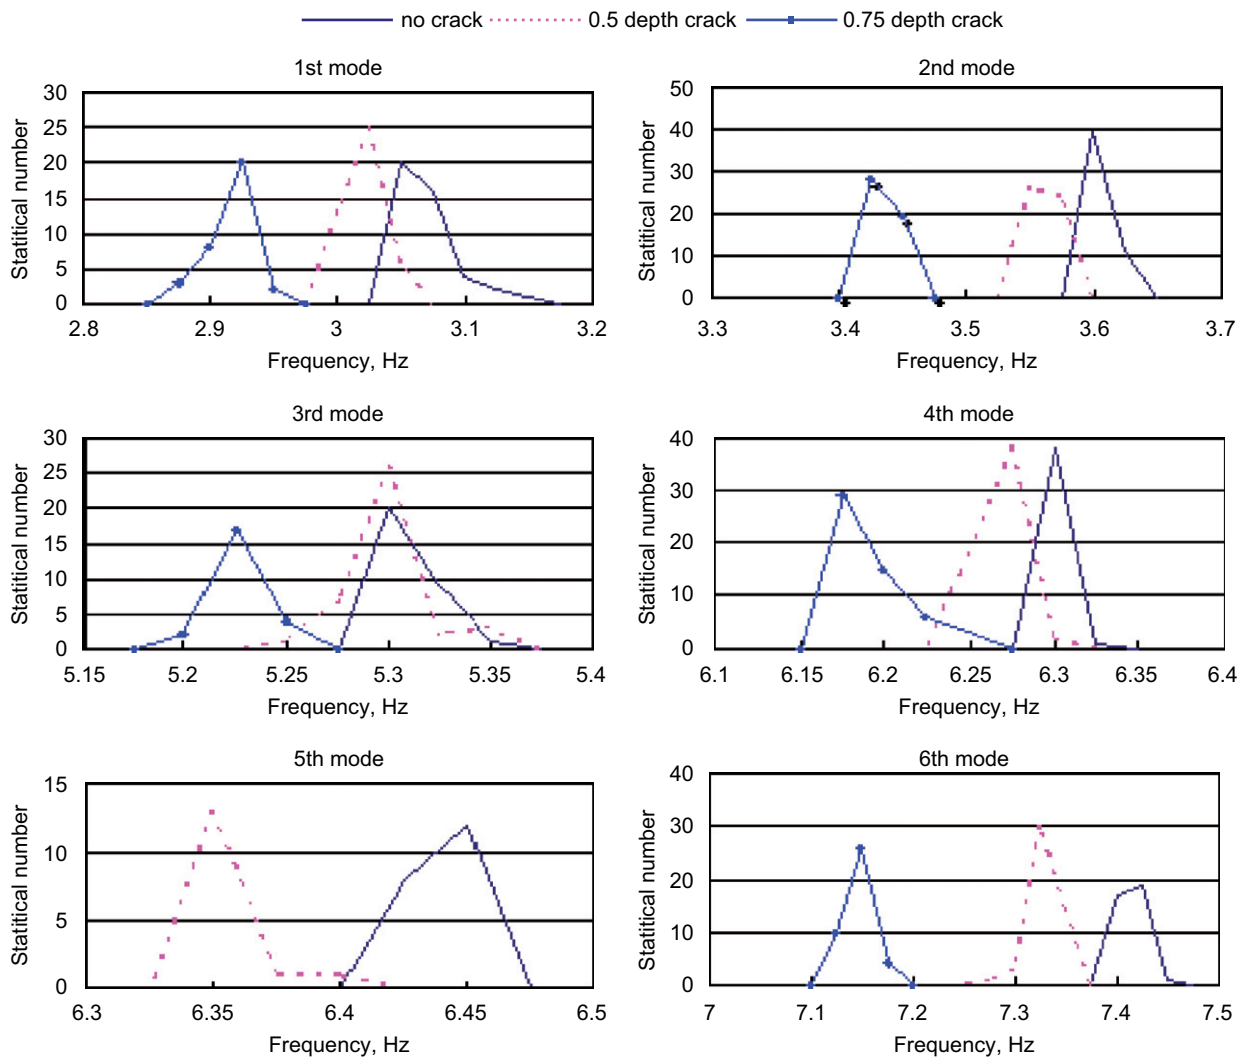 no crack 0.5 depth crack 0.75 depth crack
1st mode
Statitical number
30
25
20
15
10
5
0
2.8 2.9 3 3.1 3.2
Frequency, Hz
2nd mode
Statitical number
50
40
30
20
10
0
3.3 3.4 3.5 3.6 3.7
Frequency, Hz
3rd mode
Statitical number
30
25
20
15
10
5
0
5.15 5.2 5.25 5.3 5.35 5.4
Frequency, Hz
4th mode
Statitical number
40
30
20
10
0
6.1 6.15 6.2 6.25 6.3 6.35 6.4
Frequency, Hz
5th mode
Statitical number
15
10
5
0
6.3 6.35 6.4 6.45 6.5
Frequency, Hz
6th mode
Statitical number
40
30
20
10
0
7 7.1 7.2 7.3 7.4 7.5
Frequency, Hz